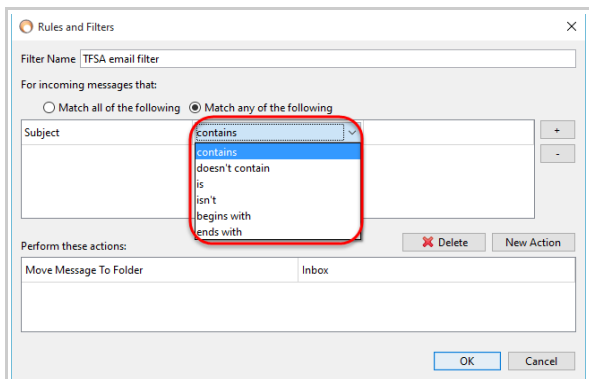 Rules and Filters
Filter Name TFSA email filter
For incoming messages that:
Match all of the following Match any of the following
Subject contains +
contains -
doesn't contain
is
isn't
begins with
ends with
Perform these actions: Delete New Action
Move Message To Folder Inbox
OK Cancel